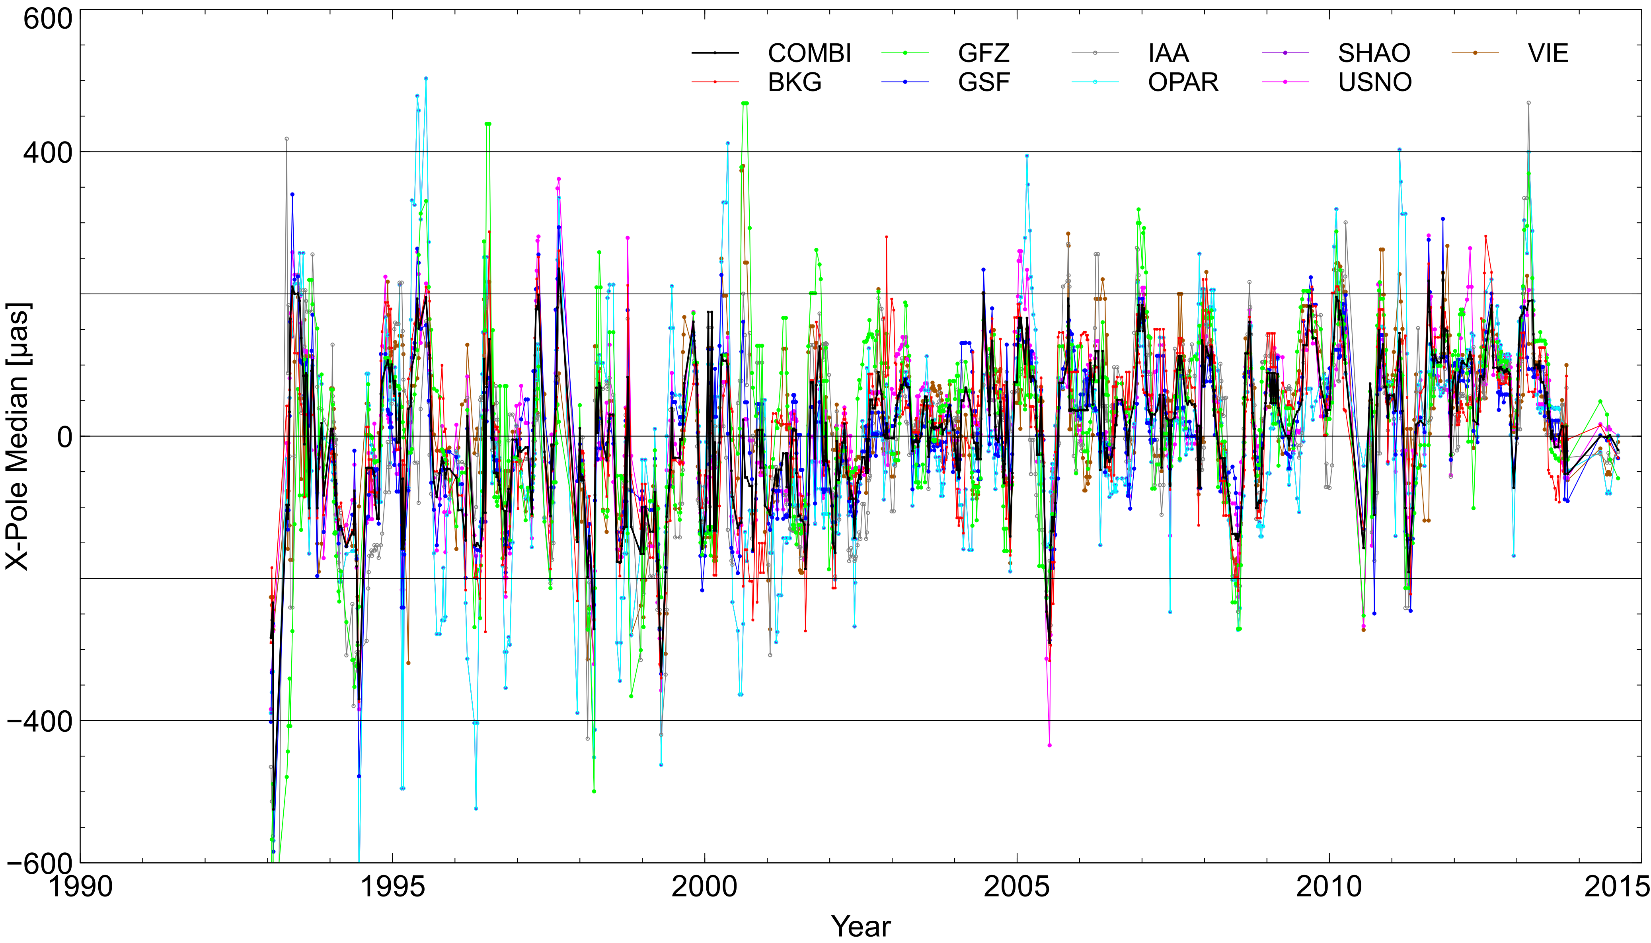 600
400
0
−400
−600
X-Pole Median [µas]
COMBI GFZ IAA SHAO VIE
BKG GSF OPAR USNO
1990 1995 2000 2005 2010 2015
Year